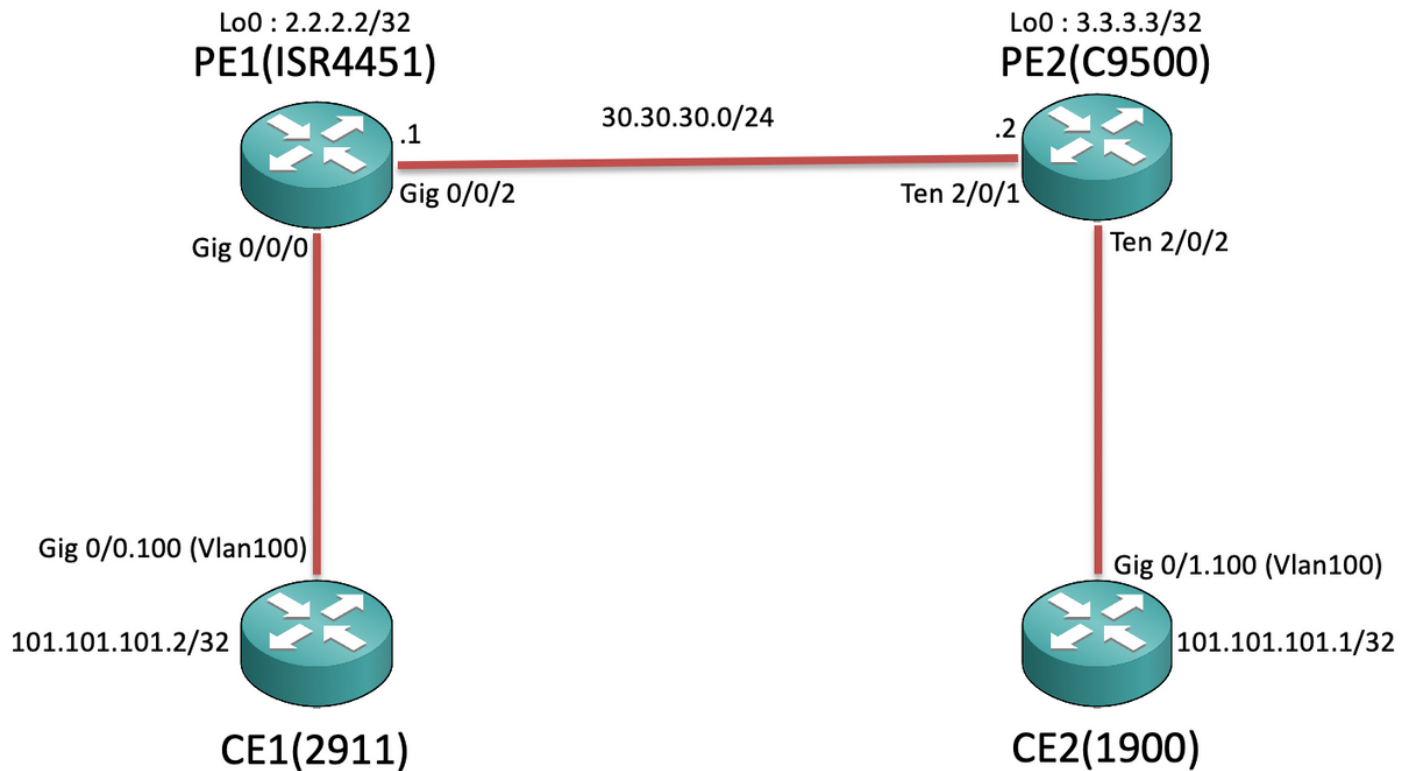 Lo0 : 2.2.2.2/32
PE1(ISR4451)
Lo0 : 3.3.3.3/32
PE2(C9500)
30.30.30.0/24
.1
.2
Gig 0/0/2
Ten 2/0/1
Gig 0/0/0
Ten 2/0/2
Gig 0/0.100 (Vlan100)
Gig 0/1.100 (Vlan100)
101.101.101.2/32
101.101.101.1/32
CE1(2911)
CE2(1900)